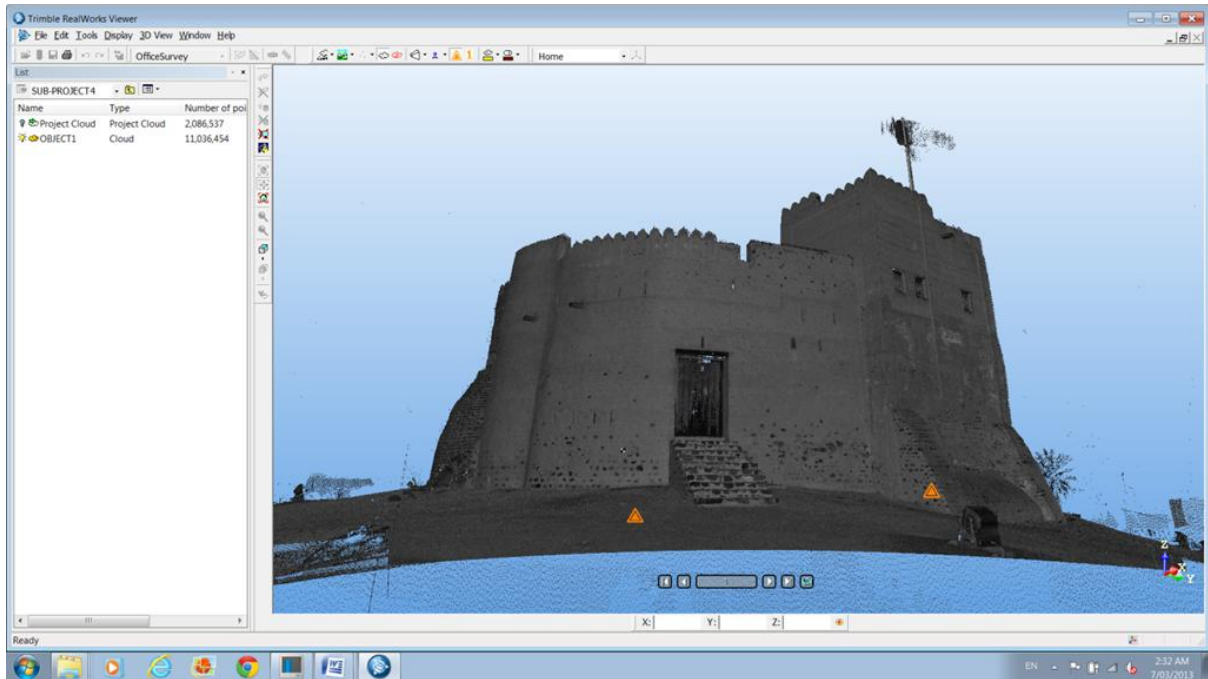 Trimble RealWorks Viewer
File Edit Tools Display 3D View Window Help
OfficeSurvey 1 Home
List
SUB-PROJECT4
Name Type Number of poi
Project Cloud Project Cloud 2,086,537
OBJECT1 Cloud 11,036,454
Z
X
Y
X: Y: Z:
Ready
EN 2:32 AM
7/03/2013